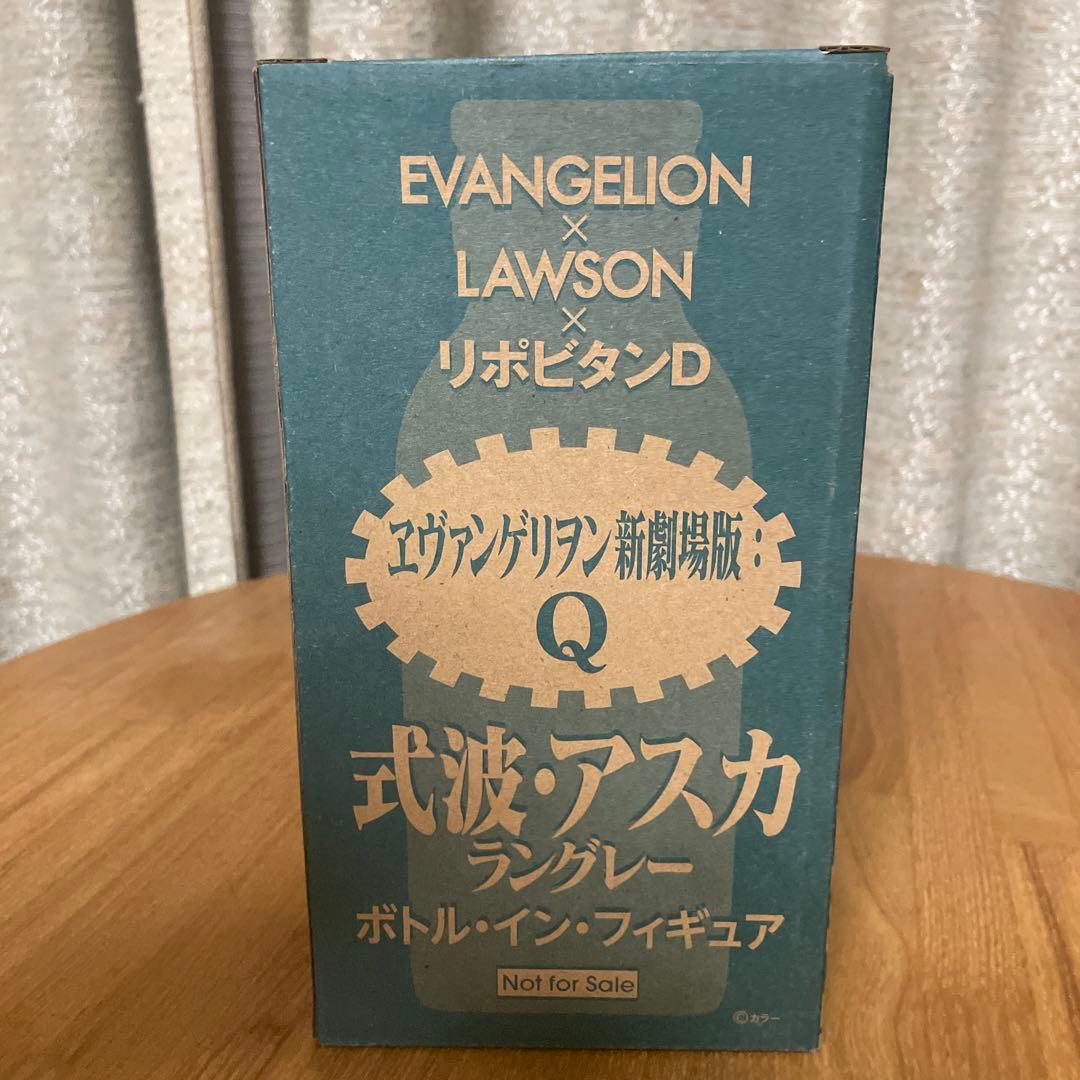 EVANGELION
×
LAWSON
×
リポビタンD
ヱヴァンゲリヲン新劇場版：
Q
式波・アスカ
ラングレー
ボトル・イン・フィギュア
Not for Sale
©カラー